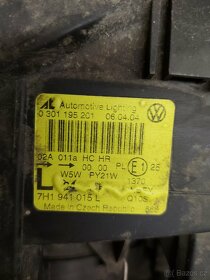 AL Automotive Lighting
0 301 195 201 06.04.04
02A 011a HC HR
00 00 PL E1 25
W5W PY21W
L
7H1 941 015 L
Made in Czech Republic
Bazoš.cz